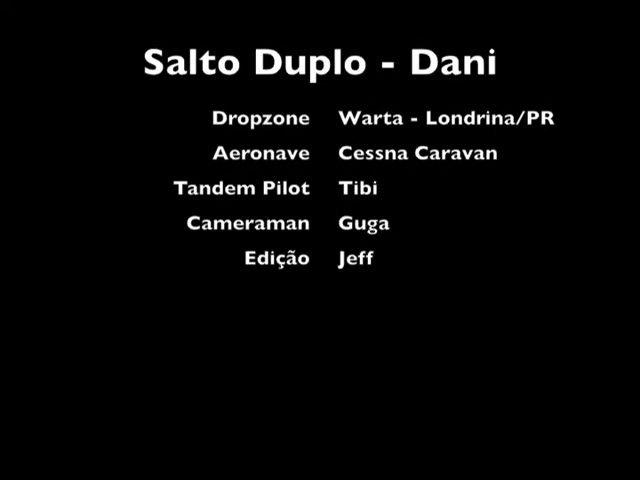 Salto Duplo - Dani
Dropzone Warta - Londrina/PR
Aeronave Cessna Caravan
Tandem Pilot Tibi
Cameraman Guga
Edição Jeff